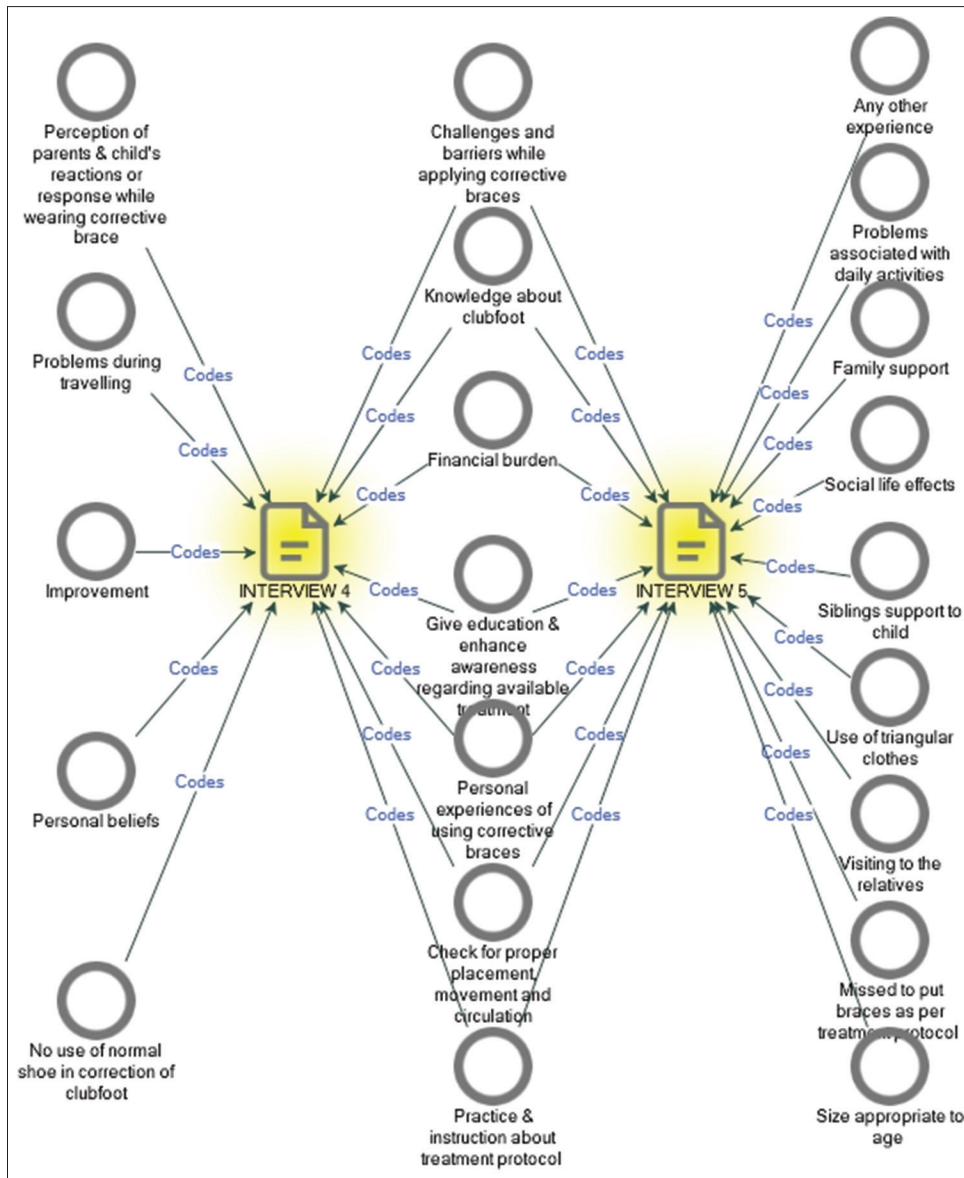 Perception of
parents & child's
reactions or
response while
wearing corrective
brace
Problems during
travelling
Improvement
Personal beliefs
No use of normal
shoe in correction of
clubfoot
Codes
Codes
Codes
Codes
Codes
INTERVIEW 4
Challenges and
barriers while
applying corrective
braces
Knowledge about
clubfoot
Financial burden
Give education &
enhance
awareness
regarding available
treatment
Personal
experiences of
using corrective
braces
Check for proper
placement,
movement and
circulation
Practice &
instruction about
treatment protocol
Codes
Codes
Codes
Codes
Codes
Codes
Codes
Codes
Codes
Codes
Codes
Codes
Codes
Codes
INTERVIEW 5
Codes
Codes
Codes
Codes
Codes
Codes
Codes
Codes
Codes
Any other
experience
Problems
associated with
daily activities
Family support
Social life effects
Siblings support to
child
Use of triangular
clothes
Visiting to the
relatives
Missed to put
braces as per
treatment protocol
Size appropriate to
age